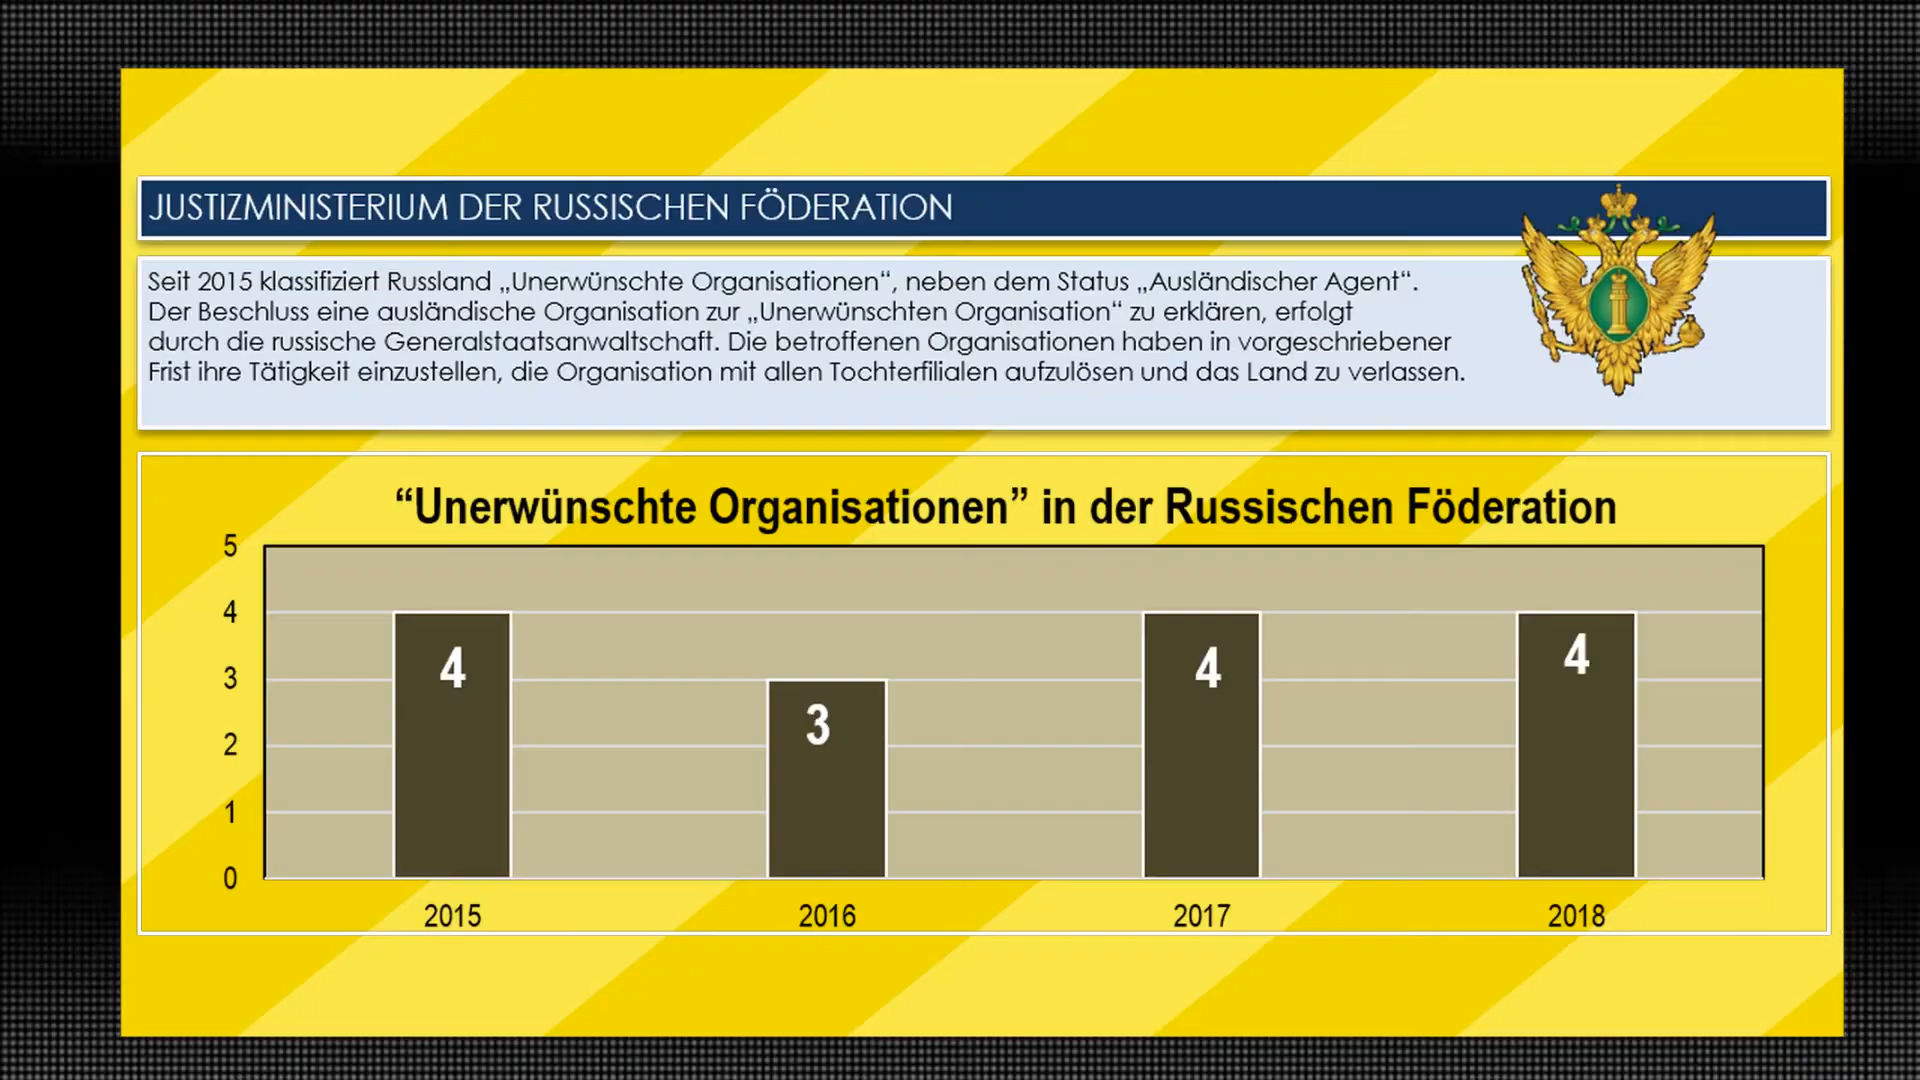 JUSTIZMINISTERIUM DER RUSSISCHEN FÖDERATION
Seit 2015 klassifiziert Russland „Unerwünschte Organisationen“, neben dem Status „Ausländischer Agent“.
Der Beschluss eine ausländische Organisation zur „Unerwünschten Organisation“ zu erklären, erfolgt
durch die russische Generalstaatsanwaltschaft. Die betroffenen Organisationen haben in vorgeschriebener
Frist ihre Tätigkeit einzustellen, die Organisation mit allen Tochterfilialen aufzulösen und das Land zu verlassen.
“Unerwünschte Organisationen” in der Russischen Föderation
5
4
3
2
1
0
4
3
4
4
2015 2016 2017 2018